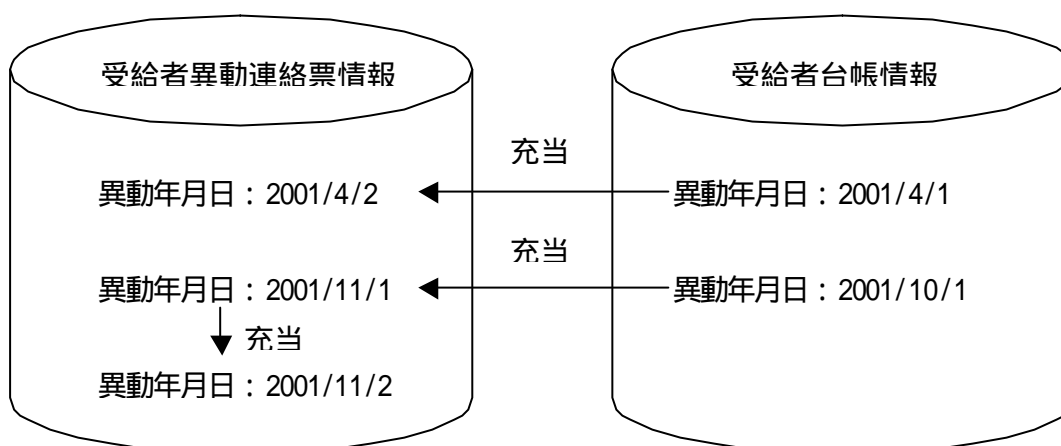 受給者異動連絡票情報
受給者台帳情報
充当
異動年月日：2001/4/2
異動年月日：2001/4/1
充当
異動年月日：2001/11/1
異動年月日：2001/10/1
充当
異動年月日：2001/11/2